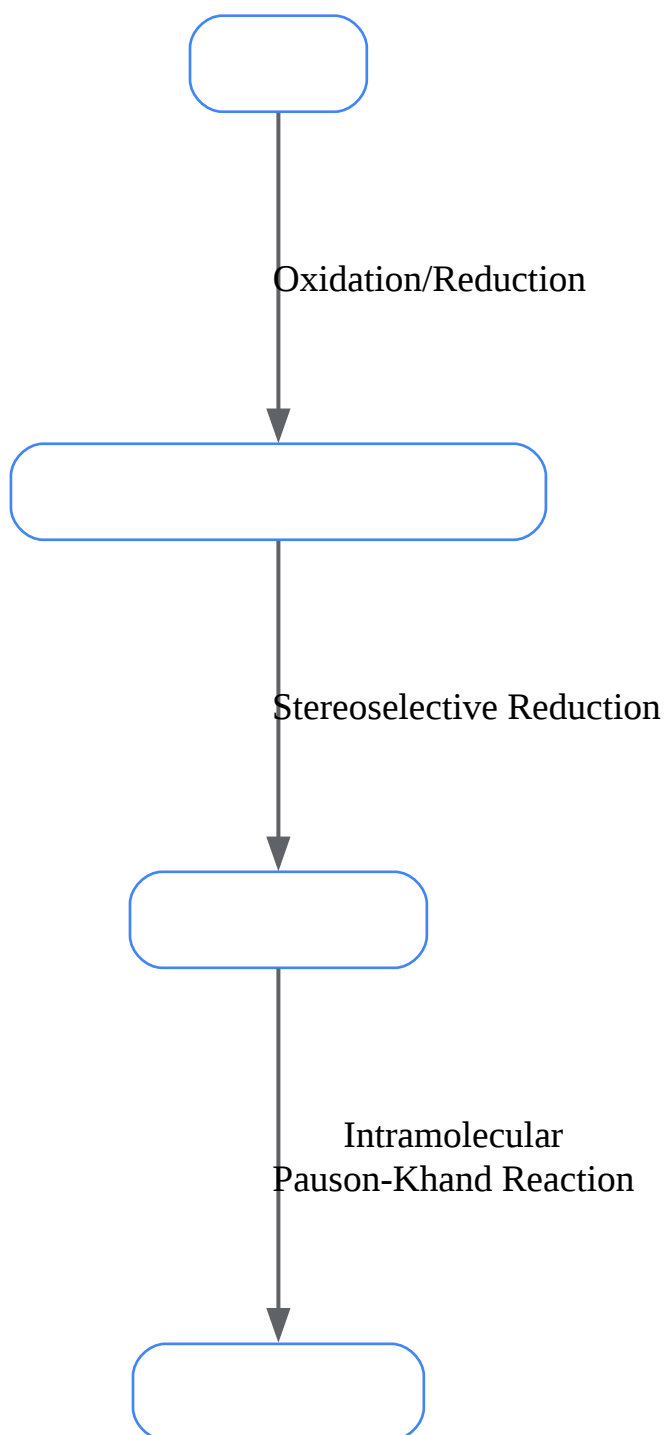 Oxidation/Reduction
Stereoselective Reduction
Intramolecular
Pauson-Khand Reaction